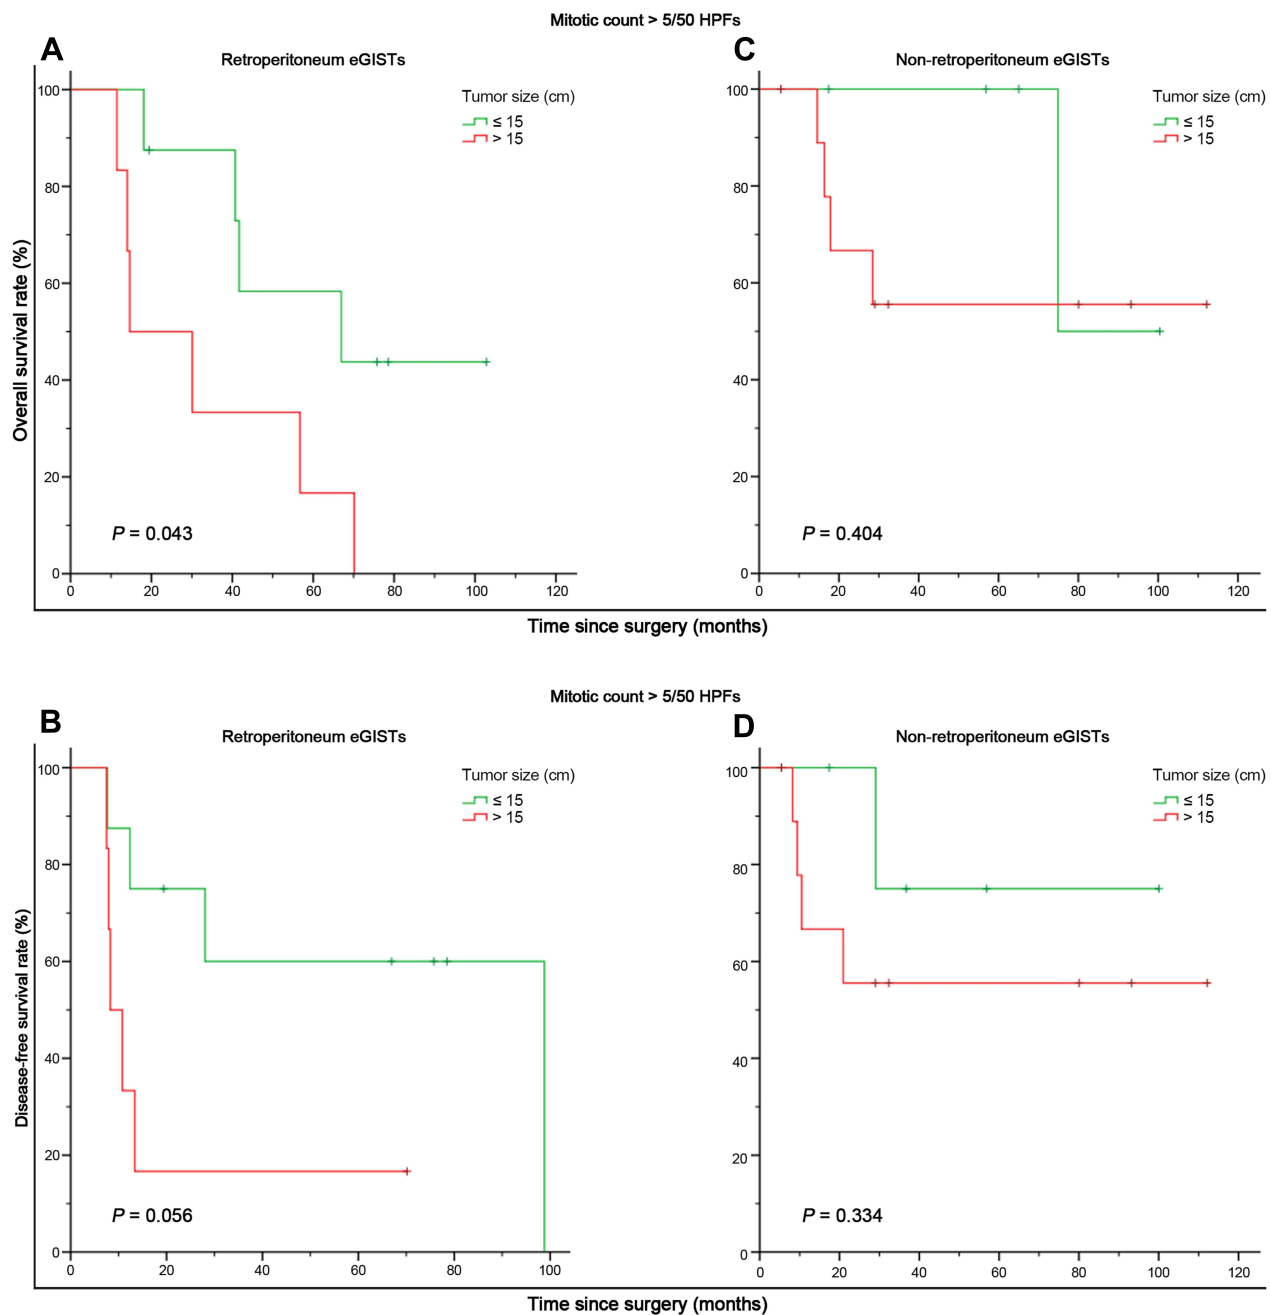 Mitotic count > 5/50 HPFs
A
Retroperitoneum eGISTs
Tumor size (cm)
≤ 15
> 15
Overall survival rate (%)
100
80
60
40
20
0
P = 0.043
0 20 40 60 80 100 120
C
Non-retroperitoneum eGISTs
Tumor size (cm)
≤ 15
> 15
100
80
60
40
20
0
P = 0.404
0 20 40 60 80 100 120
Time since surgery (months)
Mitotic count > 5/50 HPFs
B
Retroperitoneum eGISTs
Tumor size (cm)
≤ 15
> 15
Disease-free survival rate (%)
100
80
60
40
20
0
P = 0.056
0 20 40 60 80 100
D
Non-retroperitoneum eGISTs
Tumor size (cm)
≤ 15
> 15
100
80
60
40
20
0
P = 0.334
0 20 40 60 80 100 120
Time since surgery (months)